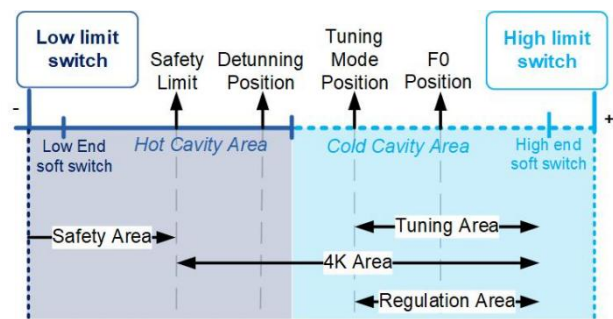 Low limit
switch
Safety
Limit
Detunning
Position
Tuning
Mode
Position
F0
Position
High limit
switch
-
+
Low End
soft switch
Hot Cavity Area
Cold Cavity Area
High end
soft switch
Safety Area
Tuning Area
4K Area
Regulation Area